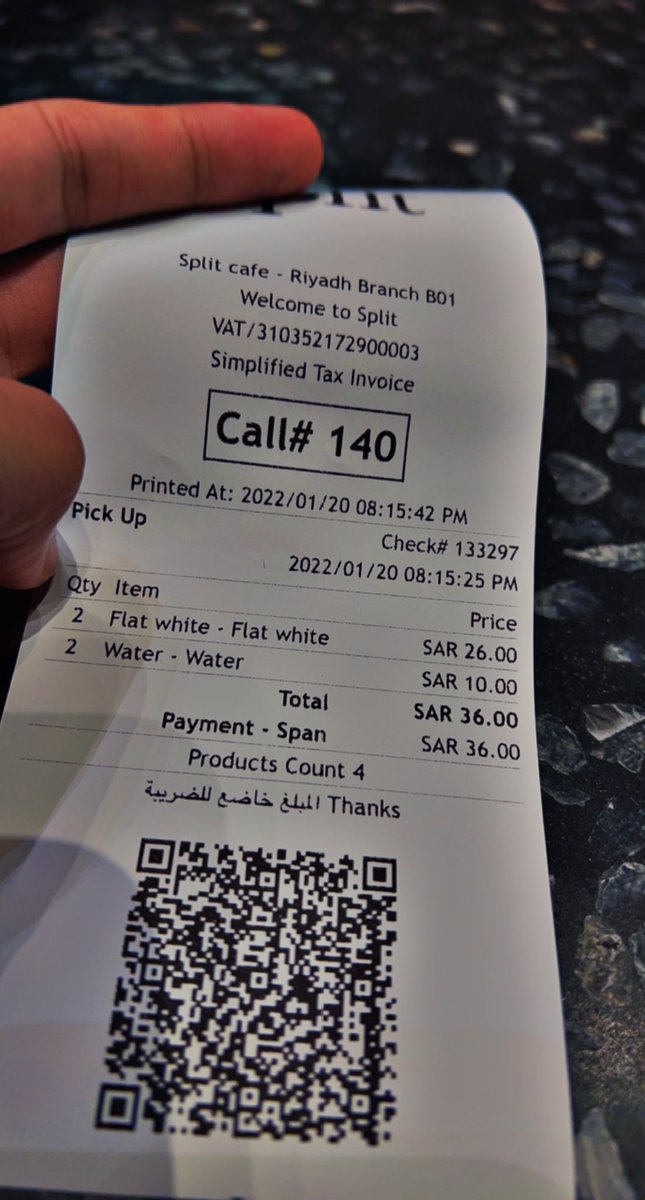 Split cafe - Riyadh Branch B01
Welcome to Split
VAT/310352172900003
Simplified Tax Invoice
Call# 140
Printed At: 2022/01/20 08:15:42 PM
Pick Up
Check# 133297
2022/01/20 08:15:25 PM
Qty Item Price
2 Flat white - Flat white SAR 26.00
2 Water - Water SAR 10.00
Total SAR 36.00
Payment - Span SAR 36.00
Products Count 4
المبلغ خاضع للضريبة Thanks